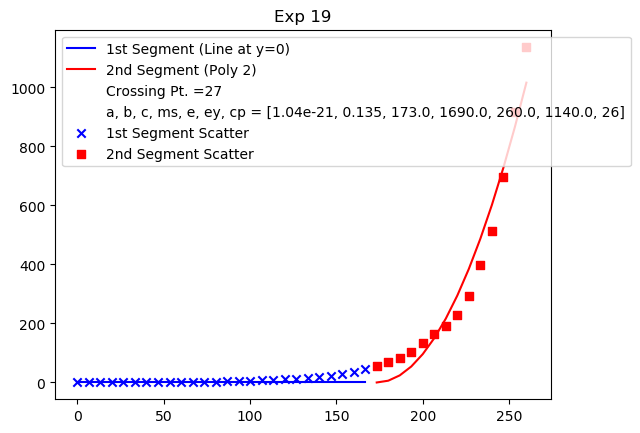 Exp 19
1st Segment (Line at y=0)
2nd Segment (Poly 2)
Crossing Pt. =27
a, b, c, ms, e, ey, cp = [1.04e-21, 0.135, 173.0, 1690.0, 260.0, 1140.0, 26]
1st Segment Scatter
2nd Segment Scatter
1000
800
600
400
200
0
0 50 100 150 200 250